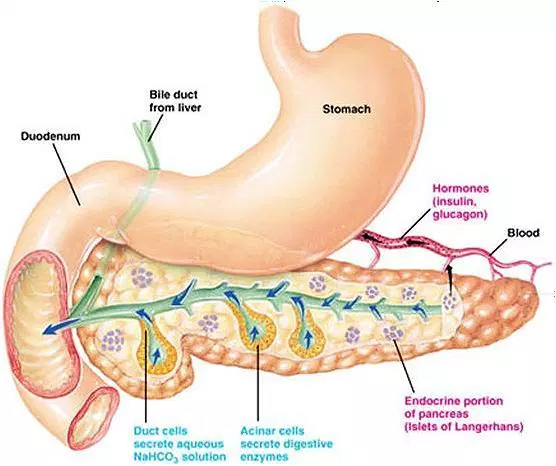 Bile duct
from liver
Stomach
Duodenum
Hormones
(insulin,
glucagon)
Blood
Endocrine portion
of pancreas
(Islets of Langerhans)
Duct cells
secrete aqueous
NaHCO₃ solution
Acinar cells
secrete digestive
enzymes